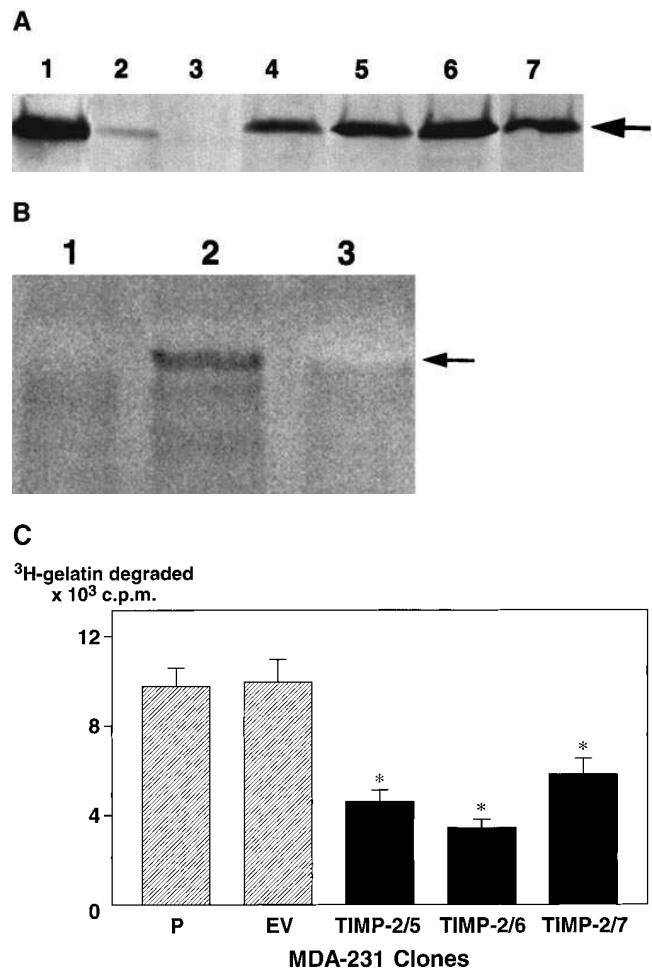 A
1 2 3 4 5 6 7
B
1 2 3
C
³H-gelatin degraded
x 10³ c.p.m.
12
8
4
0
* * *
P EV TIMP-2/5 TIMP-2/6 TIMP-2/7
MDA-231 Clones